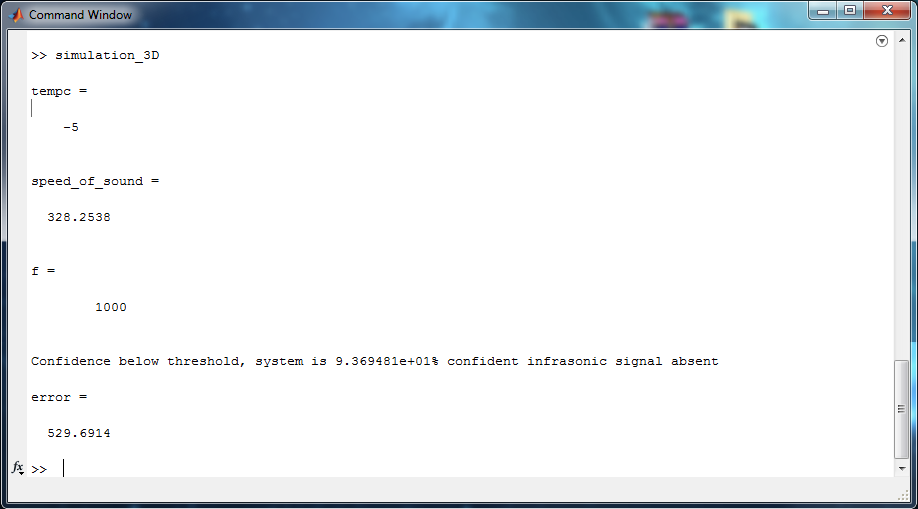 Command Window
>> simulation_3D
tempc =
-5
speed_of_sound =
328.2538
f =
1000
Confidence below threshold, system is 9.369481e+01% confident infrasonic signal absent
error =
529.6914
fx >>